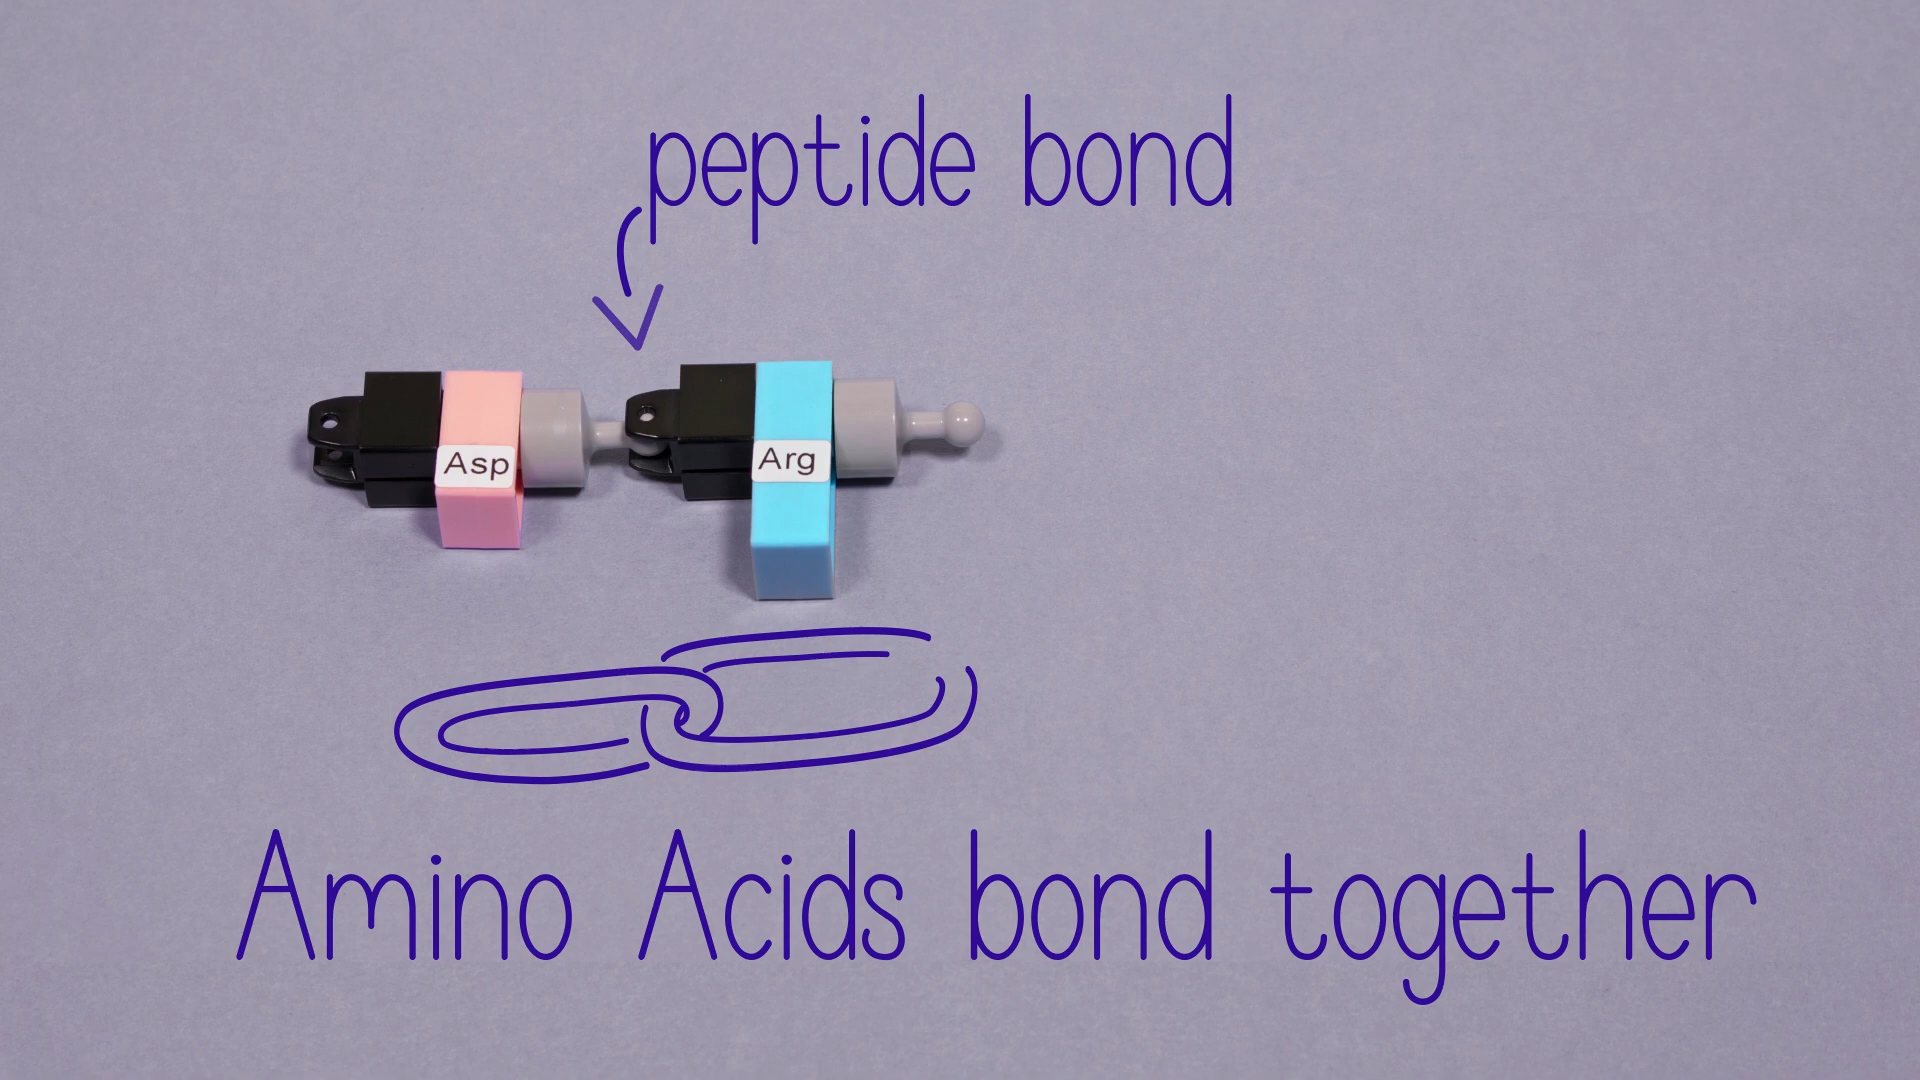 peptide bond
Asp
Arg
Amino Acids bond together